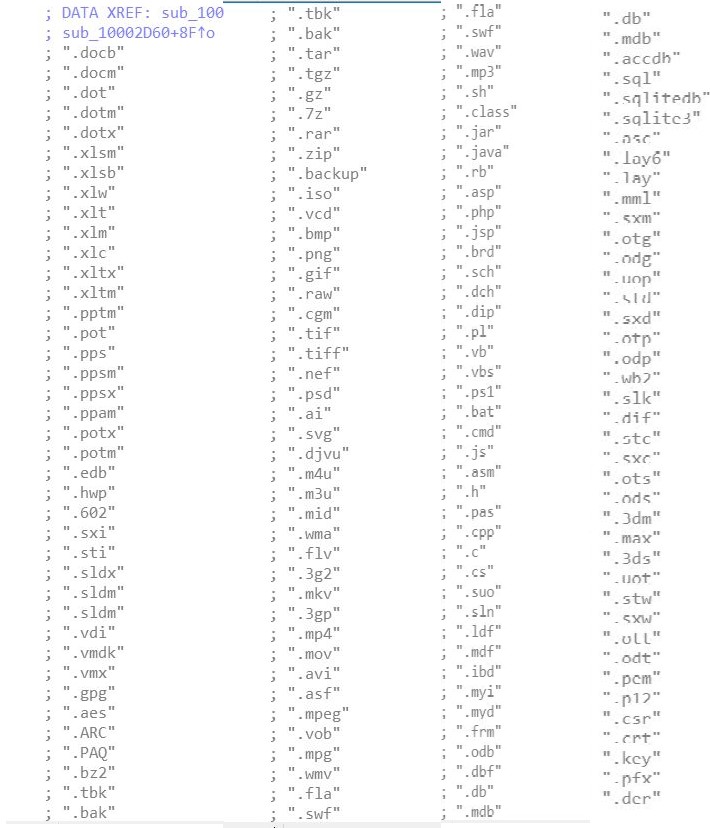 ; DATA XREF: sub_100
; sub_10002D60+8F↑o
; ".docb"
; ".docm"
; ".dot"
; ".dotm"
; ".dotx"
; ".xlsm"
; ".xlsb"
; ".xlw"
; ".xlt"
; ".xlm"
; ".xlc"
; ".xltx"
; ".xltm"
; ".pptm"
; ".pot"
; ".pps"
; ".ppsm"
; ".ppsx"
; ".ppam"
; ".potx"
; ".potm"
; ".edb"
; ".hwp"
; ".602"
; ".sxi"
; ".sti"
; ".sldx"
; ".sldm"
; ".sldm"
; ".vdi"
; ".vmdk"
; ".vmx"
; ".gpg"
; ".aes"
; ".ARC"
; ".PAQ"
; ".bz2"
; ".tbk"
; ".bak"
; ".tbk"
; ".bak"
; ".tar"
; ".tgz"
; ".gz"
; ".7z"
; ".rar"
; ".zip"
; ".backup"
; ".iso"
; ".vcd"
; ".bmp"
; ".png"
; ".gif"
; ".raw"
; ".cgm"
; ".tif"
; ".tiff"
; ".nef"
; ".psd"
; ".ai"
; ".svg"
; ".djvu"
; ".m4u"
; ".m3u"
; ".mid"
; ".wma"
; ".flv"
; ".3g2"
; ".mkv"
; ".3gp"
; ".mp4"
; ".mov"
; ".avi"
; ".asf"
; ".mpeg"
; ".vob"
; ".mpg"
; ".wmv"
; ".fla"
; ".swf"
; ".fla"
; ".swf"
; ".wav"
; ".mp3"
; ".sh"
; ".class"
; ".jar"
; ".java"
; ".rb"
; ".asp"
; ".php"
; ".jsp"
; ".brd"
; ".sch"
; ".dch"
; ".dip"
; ".pl"
; ".vb"
; ".vbs"
; ".ps1"
; ".bat"
; ".cmd"
; ".js"
; ".asm"
; ".h"
; ".pas"
; ".cpp"
; ".c"
; ".cs"
; ".suo"
; ".sln"
; ".ldf"
; ".mdf"
; ".ibd"
; ".myi"
; ".myd"
; ".frm"
; ".odb"
; ".dbf"
; ".db"
; ".mdb"
".db"
".mdb"
".accdb"
".sql"
".sqlitedb"
".sqlite3"
".asc"
".lay6"
".lay"
".mml"
".sxm"
".otg"
".odg"
".uop"
".std"
".sxd"
".otp"
".odp"
".wb2"
".slk"
".dif"
".stc"
".sxc"
".ots"
".ods"
".3dm"
".max"
".3ds"
".uot"
".stw"
".sxw"
".ott"
".odt"
".pem"
".p12"
".csr"
".crt"
".key"
".pfx"
".der"